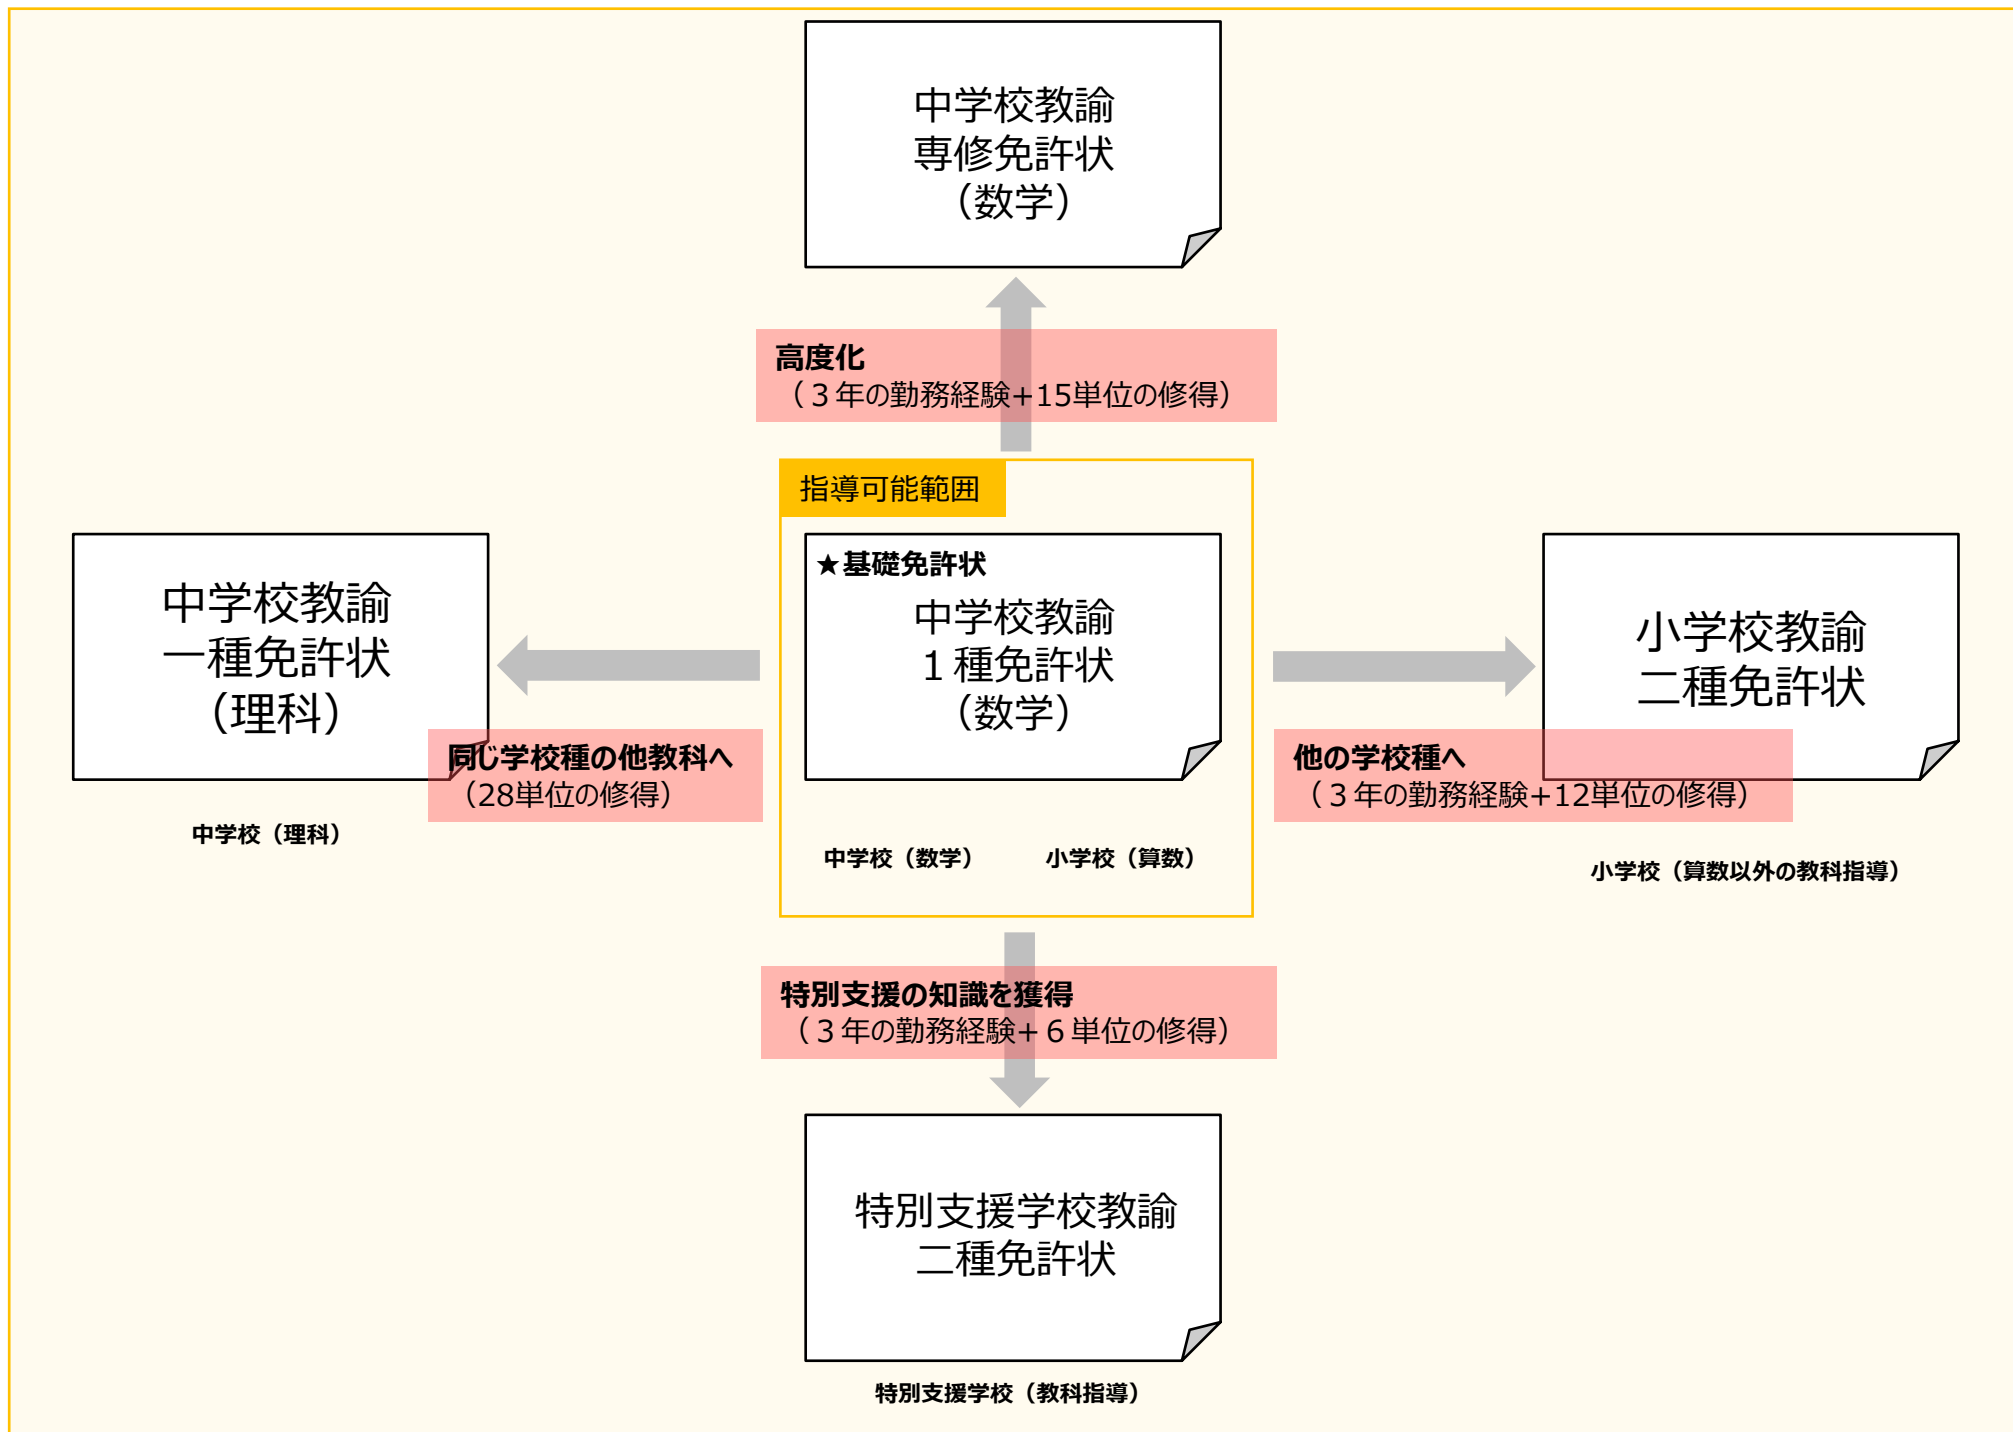 中学校教諭
専修免許状
（数学）
高度化
（３年の勤務経験+15単位の修得）
指導可能範囲
★基礎免許状
中学校教諭
１種免許状
（数学）
中学校（数学）
小学校（算数）
中学校教諭
一種免許状
（理科）
同じ学校種の他教科へ
（28単位の修得）
中学校（理科）
小学校教諭
二種免許状
他の学校種へ
（３年の勤務経験+12単位の修得）
小学校（算数以外の教科指導）
特別支援の知識を獲得
（３年の勤務経験+６単位の修得）
特別支援学校教諭
二種免許状
特別支援学校（教科指導）